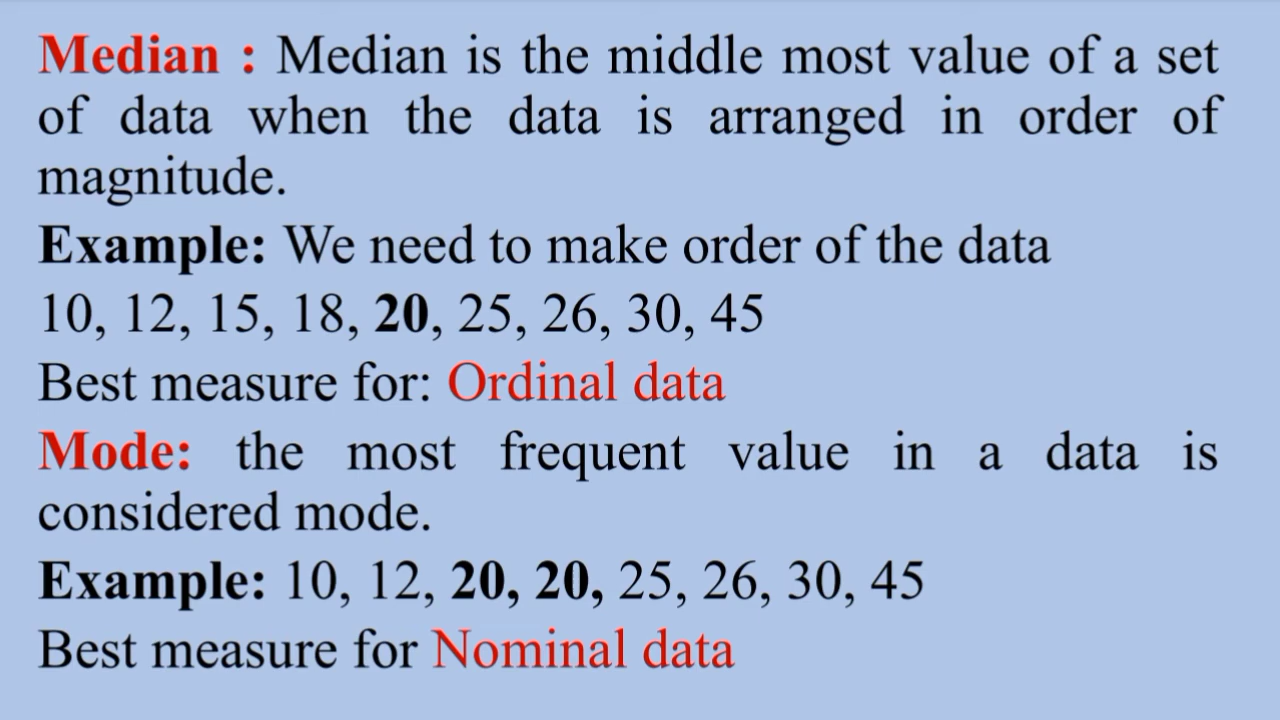 Median : Median is the middle most value of a set
of data when the data is arranged in order of
magnitude.
Example: We need to make order of the data
10, 12, 15, 18, 20, 25, 26, 30, 45
Best measure for: Ordinal data
Mode: the most frequent value in a data is
considered mode.
Example: 10, 12, 20, 20, 25, 26, 30, 45
Best measure for Nominal data